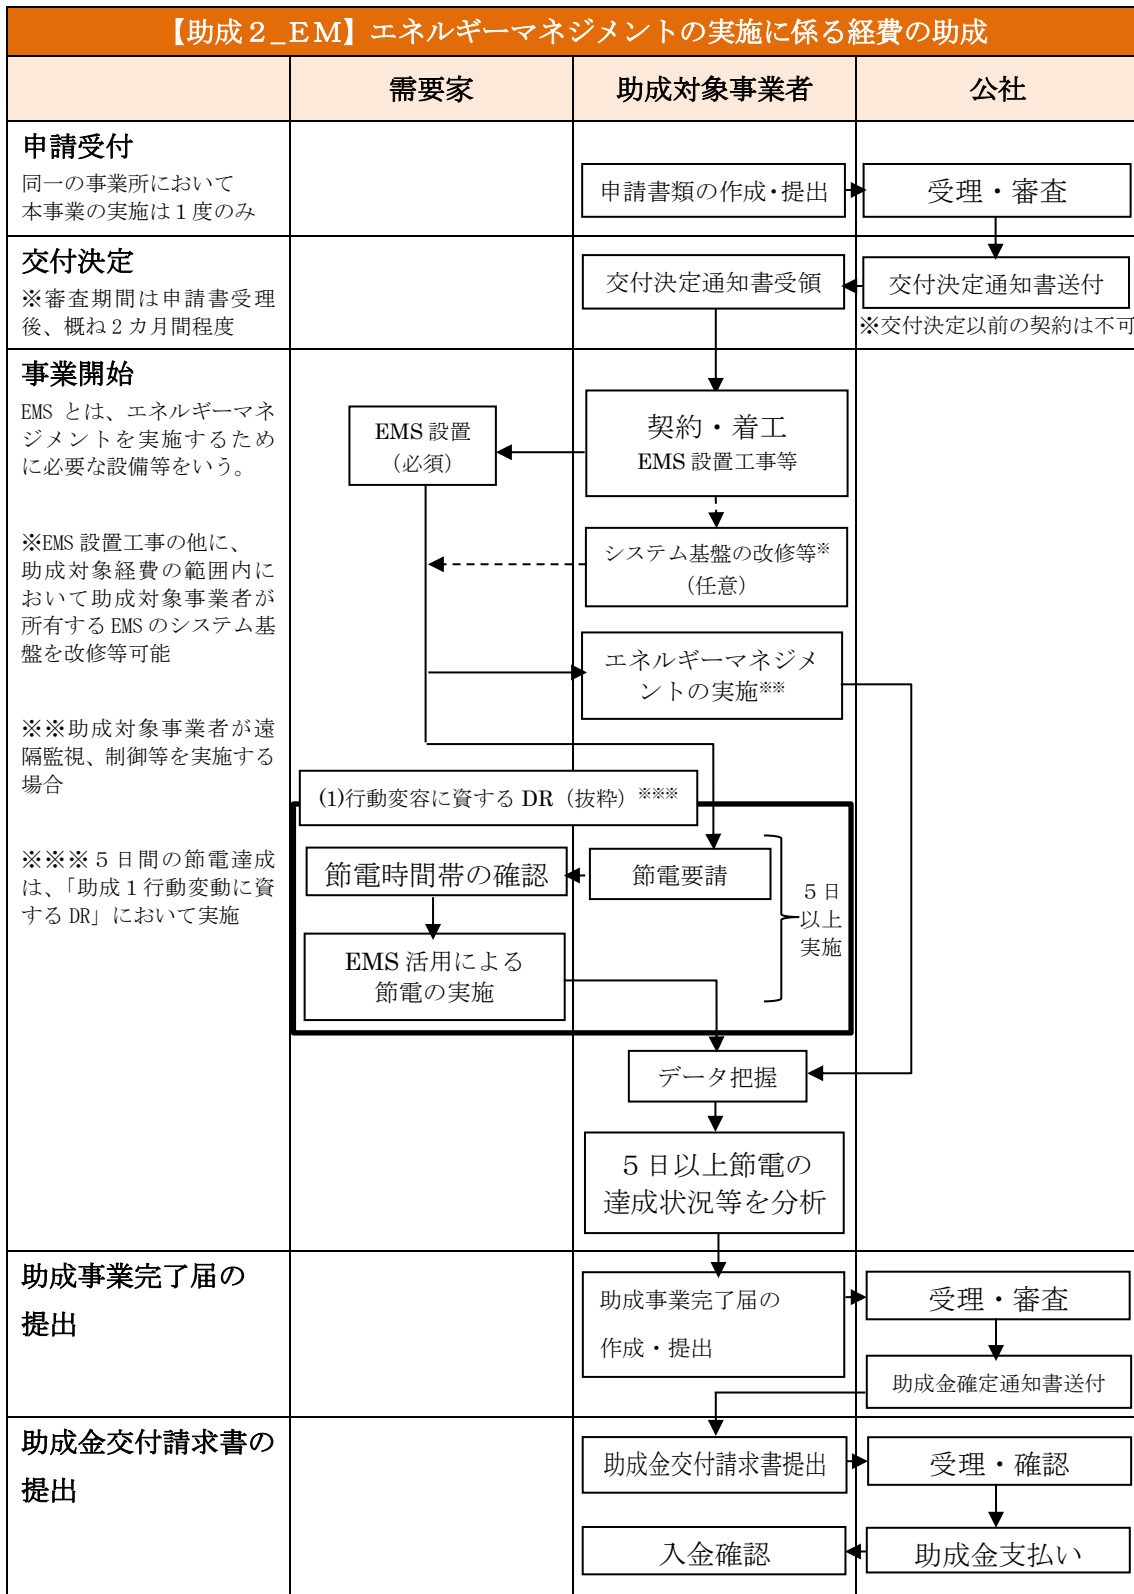 【助成２_ＥＭ】エネルギーマネジメントの実施に係る経費の助成
需要家
助成対象事業者
公社
申請受付
同一の事業所において
本事業の実施は１度のみ
申請書類の作成・提出
受理・審査
交付決定
※審査期間は申請書受理
後、概ね２カ月間程度
交付決定通知書受領
交付決定通知書送付
※交付決定以前の契約は不可
事業開始
EMS とは、エネルギーマネ
ジメントを実施するため
に必要な設備等をいう。
※EMS 設置工事の他に、
助成対象経費の範囲内に
おいて助成対象事業者が
所有する EMS のシステム基
盤を改修等可能
※※助成対象事業者が遠
隔監視、制御等を実施する
場合
※※※５日間の節電達成
は、「助成１行動変動に資
する DR」において実施
EMS 設置
（必須）
契約・着工
EMS 設置工事等
システム基盤の改修等※
（任意）
エネルギーマネジメ
ントの実施※※
(1)行動変容に資する DR（抜粋）※※※
節電時間帯の確認
節電要請
EMS 活用による
節電の実施
５日
以上
実施
データ把握
５日以上節電の
達成状況等を分析
助成事業完了届の
提出
助成事業完了届の
作成・提出
受理・審査
助成金確定通知書送付
助成金交付請求書の
提出
助成金交付請求書提出
受理・確認
入金確認
助成金支払い